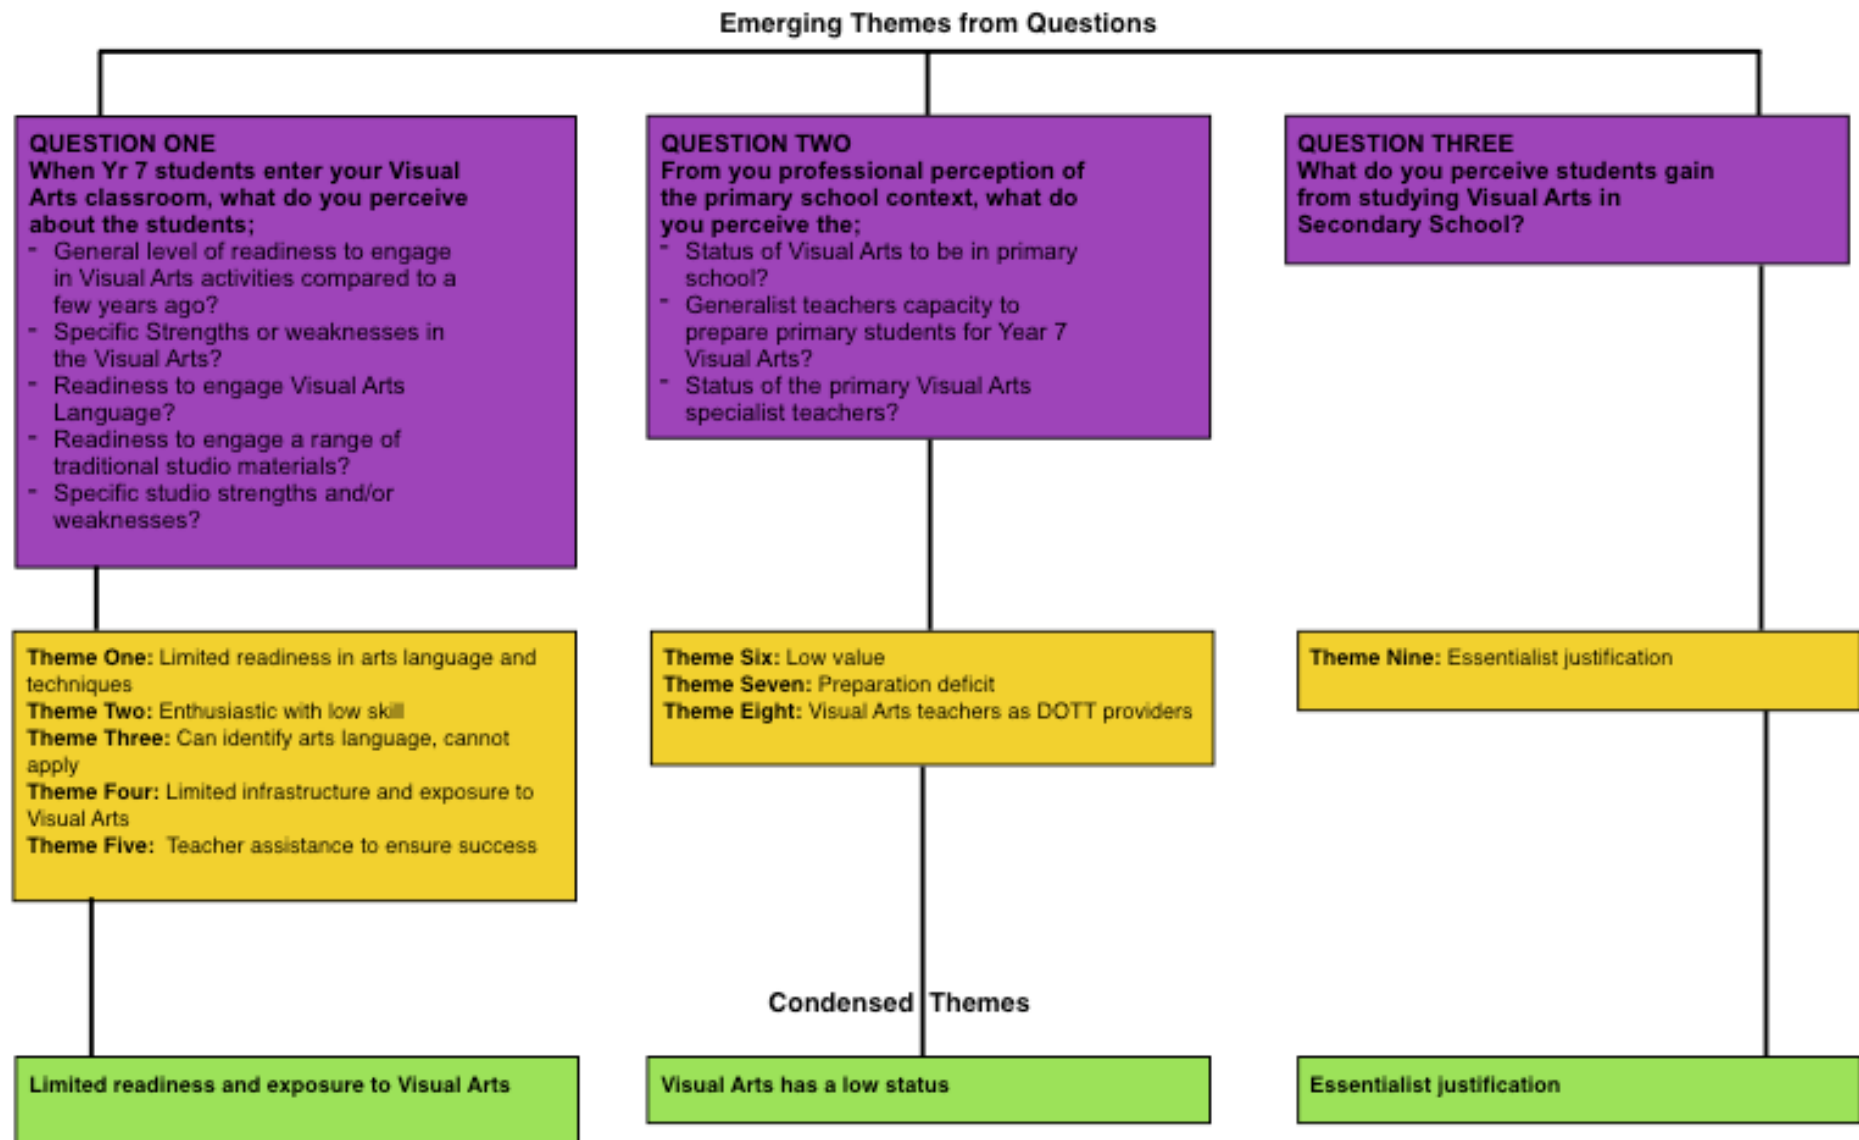 Emerging Themes from Questions
QUESTION ONE
When Yr 7 students enter your Visual
Arts classroom, what do you perceive
about the students;
- General level of readiness to engage
in Visual Arts activities compared to a
few years ago?
- Specific Strengths or weaknesses in
the Visual Arts?
- Readiness to engage Visual Arts
Language?
- Readiness to engage a range of
traditional studio materials?
- Specific studio strengths and/or
weaknesses?
QUESTION TWO
From you professional perception of
the primary school context, what do
you perceive the;
- Status of Visual Arts to be in primary
school?
- Generalist teachers capacity to
prepare primary students for Year 7
Visual Arts?
- Status of the primary Visual Arts
specialist teachers?
QUESTION THREE
What do you perceive students gain
from studying Visual Arts in
Secondary School?
Theme One: Limited readiness in arts language and
techniques
Theme Two: Enthusiastic with low skill
Theme Three: Can identify arts language, cannot
apply
Theme Four: Limited infrastructure and exposure to
Visual Arts
Theme Five: Teacher assistance to ensure success
Theme Six: Low value
Theme Seven: Preparation deficit
Theme Eight: Visual Arts teachers as DOTT providers
Theme Nine: Essentialist justification
Condensed Themes
Limited readiness and exposure to Visual Arts
Visual Arts has a low status
Essentialist justification